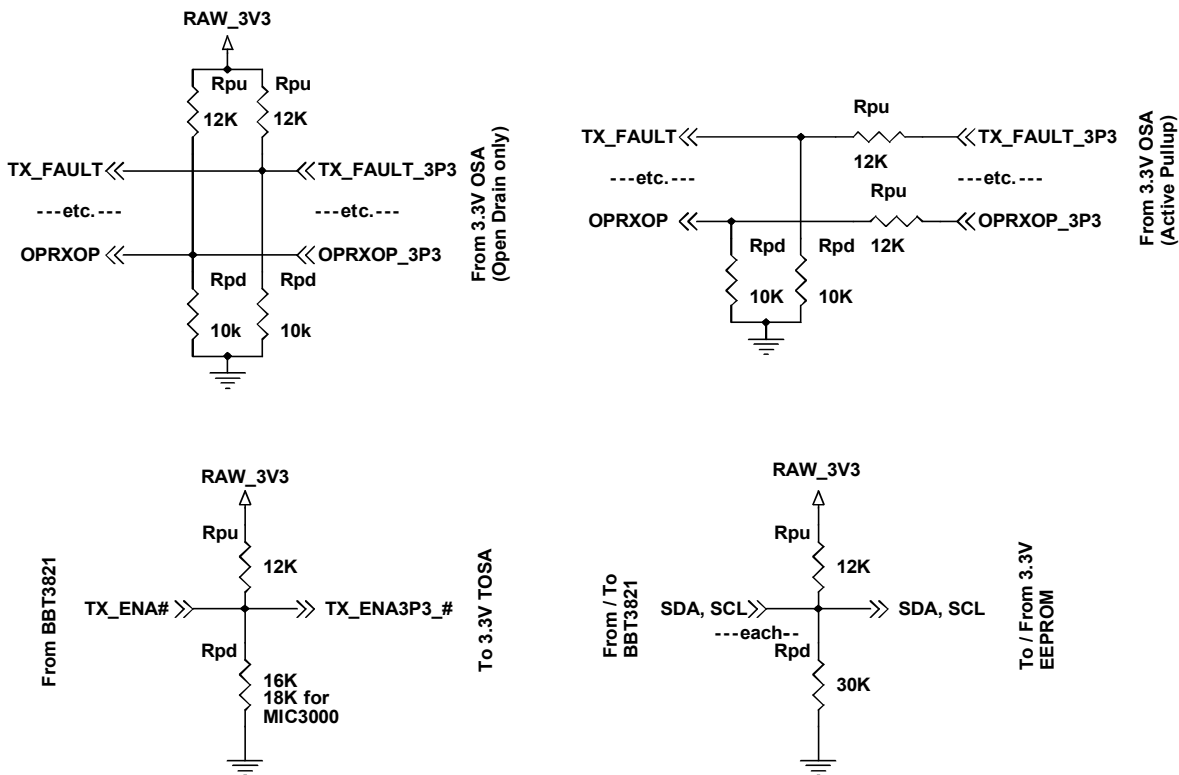 RAW_3V3
Rpu Rpu
12K 12K
TX_FAULT TX_FAULT_3P3
---etc.--- ---etc.---
OPRXOP OPRXOP_3P3
Rpd Rpd
10k 10k
From 3.3V OSA
(Open Drain only)
Rpu
TX_FAULT TX_FAULT_3P3
12K
---etc.--- ---etc.---
Rpu
OPRXOP OPRXOP_3P3
12K
Rpd Rpd
10K 10K
From 3.3V OSA
(Active Pullup)
RAW_3V3
Rpu
12K
From BBT3821
TX_ENA# TX_ENA3P3_#
To 3.3V TOSA
Rpd
16K
18K for
MIC3000
RAW_3V3
Rpu
12K
From / To
BBT3821
SDA, SCL SDA, SCL
---each--
To / From 3.3V
EEPROM
Rpd
30K